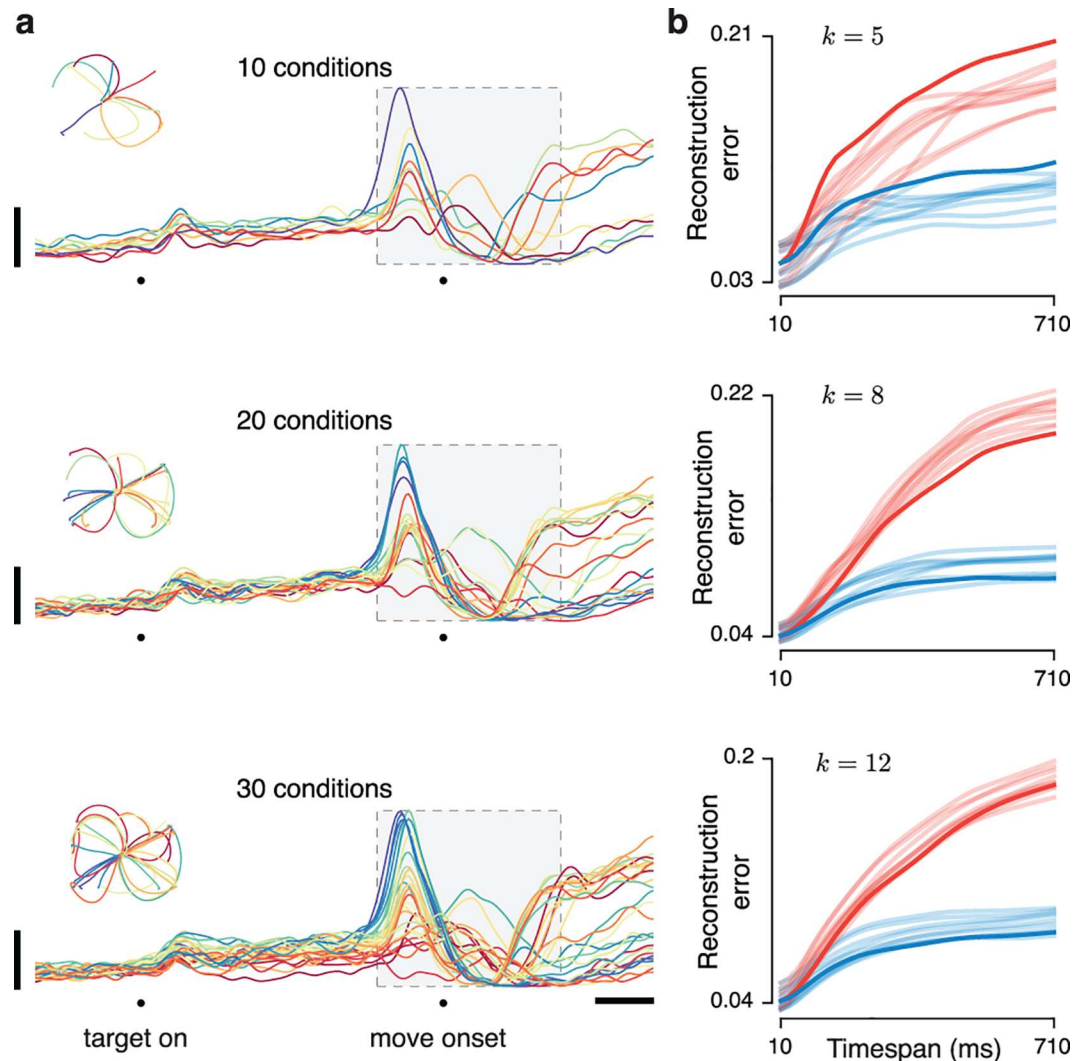 a
10 conditions
20 conditions
30 conditions
target on
move onset
b
k = 5
0.21
Reconstruction
error
0.03
10
710
k = 8
0.22
Reconstruction
error
0.04
10
710
k = 12
0.2
Reconstruction
error
0.04
10
Timespan (ms)
710